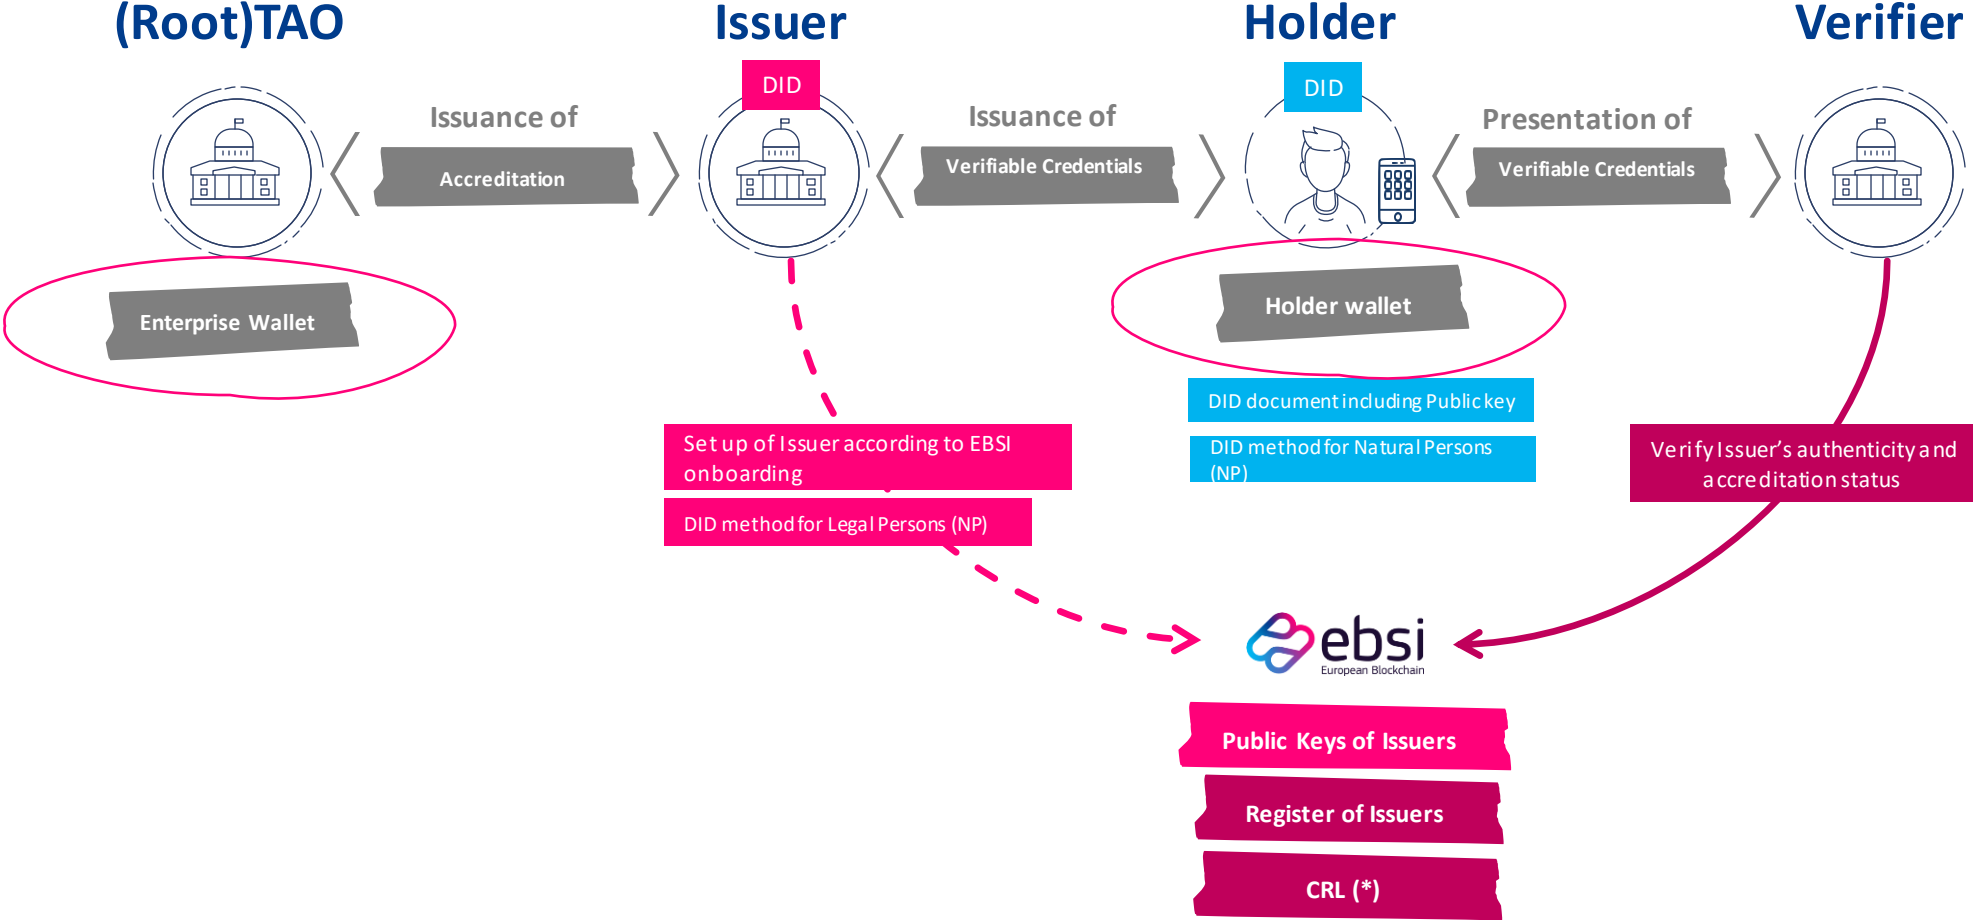 (Root)TAO
Issuer
Holder
Verifier
DID
DID
Issuance of
Accreditation
Issuance of
Verifiable Credentials
Presentation of
Verifiable Credentials
Enterprise Wallet
Holder wallet
DID document including Public key
DID method for Natural Persons
(NP)
Set up of Issuer according to EBSI
onboarding
DID method for Legal Persons (NP)
Verify Issuer’s authenticity and
accreditation status
ebsi
European Blockchain
Public Keys of Issuers
Register of Issuers
CRL (*)